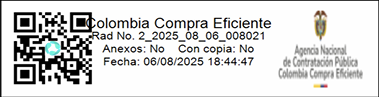 Colombia Compra Eficiente
Rad No. 2_2025_08_06_008021
Anexos: No Con copia: No
Fecha: 06/08/2025 18:44:47
Agencia Nacional
de Contratación Pública
Colombia Compra Eficiente